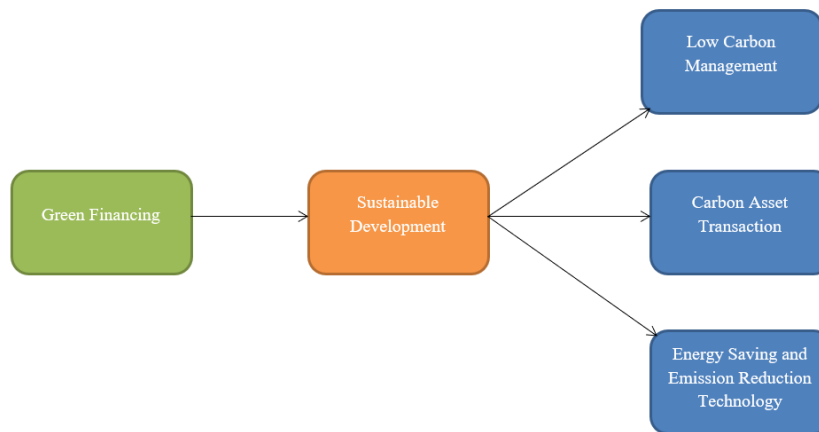 Low Carbon
Management
Green Financing
Sustainable
Development
Carbon Asset
Transaction
Energy Saving and
Emission Reduction
Technology